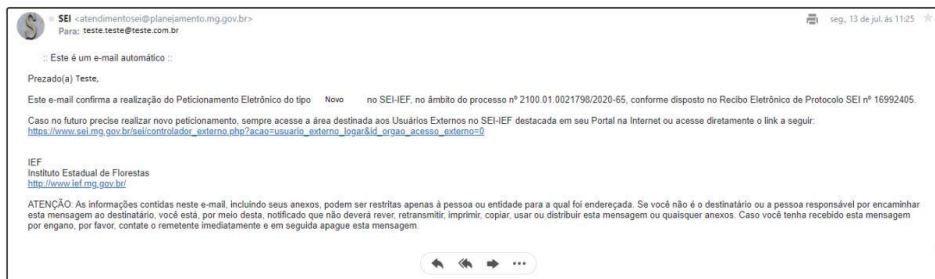 SEI <atendimentosei@planejamento.mg.gov.br>
seg., 13 de jul. às 11:25
Para: teste.teste@teste.com.br
:: Este é um e-mail automático ::
Prezado(a) Teste,
Este e-mail confirma a realização do Peticionamento Eletrônico do tipo Novo no SEI-IEF, no âmbito do processo nº 2100.01.0021798/2020-65, conforme disposto no Recibo Eletrônico de Protocolo SEI nº 16992405.
Caso no futuro precise realizar novo peticionamento, sempre acesse a área destinada aos Usuários Externos no SEI-IEF destacada em seu Portal na Internet ou acesse diretamente o link a seguir:
https://www.sei.mg.gov.br/sei/controlador_externo.php?acao=usuario_externo_logar&id_orgao_acesso_externo=0
IEF
Instituto Estadual de Florestas
http://www.ief.mg.gov.br/
ATENÇÃO: As informações contidas neste e-mail, incluindo seus anexos, podem ser restritas apenas à pessoa ou entidade para a qual foi endereçada. Se você não é o destinatário ou a pessoa responsável por encaminhar
esta mensagem ao destinatário, você está, por meio desta, notificado que não deverá rever, retransmitir, imprimir, copiar, usar ou distribuir esta mensagem ou quaisquer anexos. Caso você tenha recebido esta mensagem
por engano, por favor, contate o remetente imediatamente e em seguida apague esta mensagem.